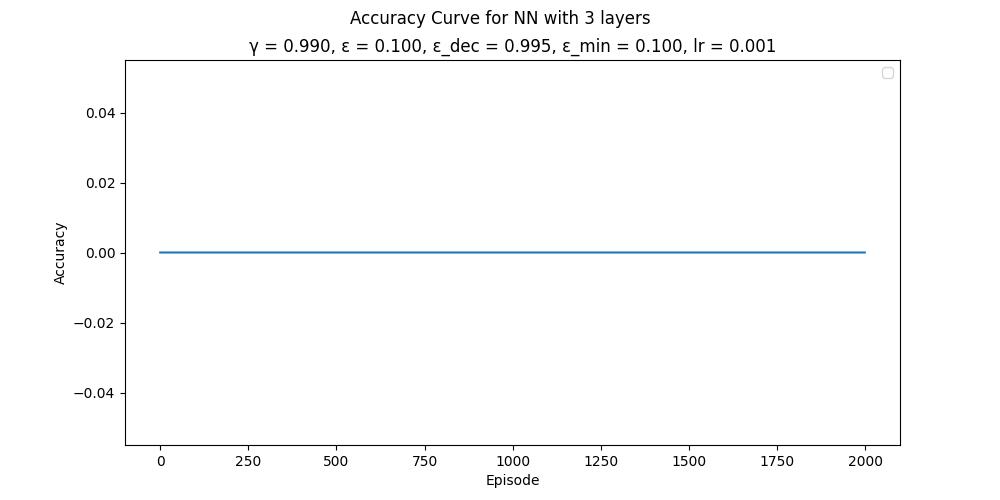 Accuracy Curve for NN with 3 layers
γ = 0.990, ε = 0.100, ε_dec = 0.995, ε_min = 0.100, lr = 0.001
0.04
0.02
0.00
−0.02
−0.04
Accuracy
0 250 500 750 1000 1250 1500 1750 2000
Episode